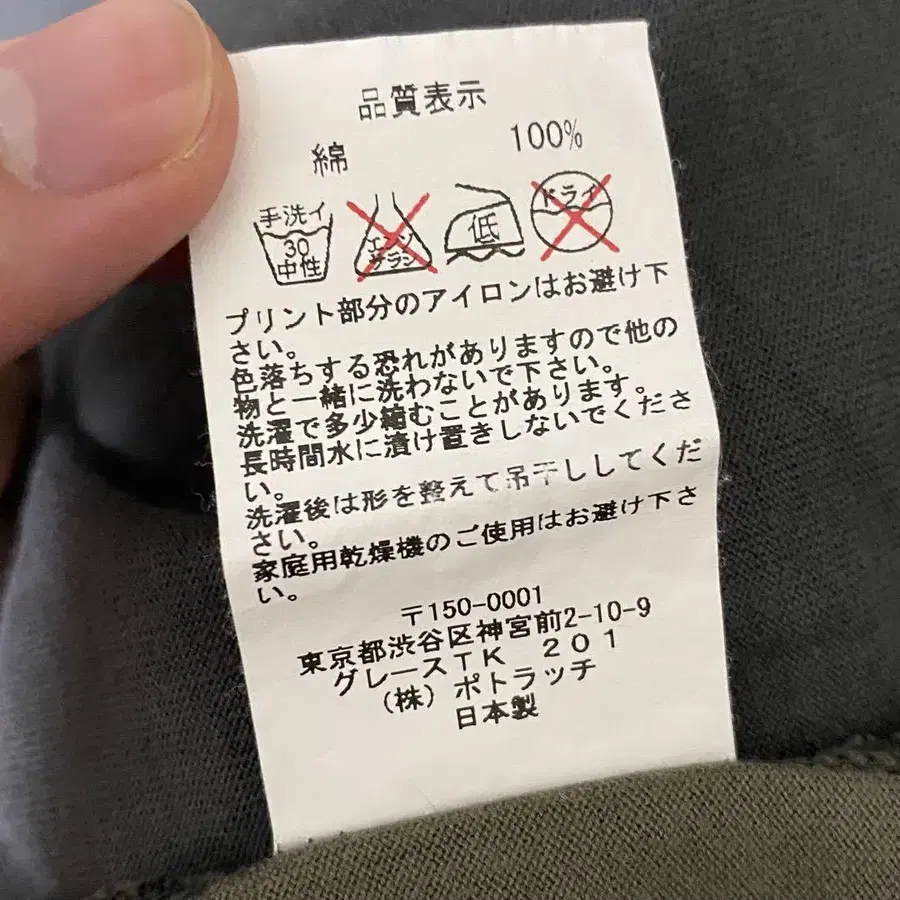 品質表示
綿 100%
手洗イ
30
中性
エンソ
サラシ
低
ドライ
プリント部分のアイロンはお避け下
さい。
色落ちする恐れがありますので他の
物と一緒に洗わないで下さい。
洗濯で多少縮むことがあります。
長時間水に漬け置きしないでくださ
い。
洗濯後は形を整えて吊干ししてくだ
さい。
家庭用乾燥機のご使用はお避け下さ
い。
〒150-0001
東京都渋谷区神宮前2-10-9
グレースTK 201
(株) ポトラッチ
日本製